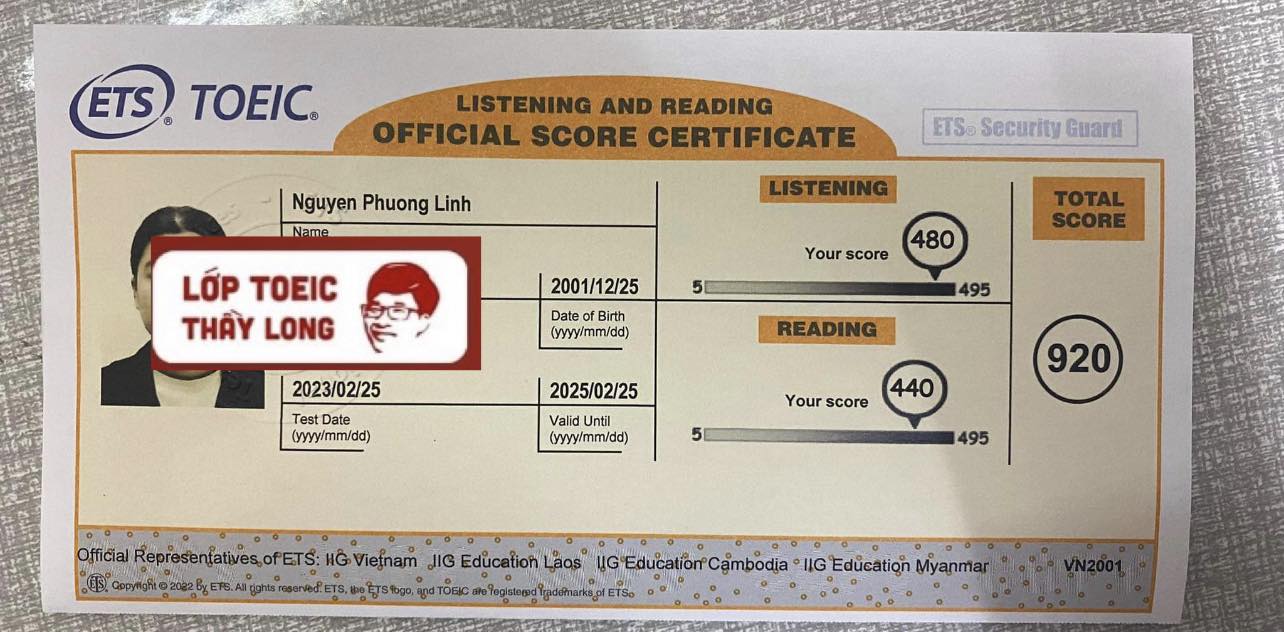 ETS® TOEIC®
LISTENING AND READING
OFFICIAL SCORE CERTIFICATE
ETS® Security Guard
Nguyen Phuong Linh
Name
LỚP TOEIC
THẦY LONG
2001/12/25
Date of Birth
(yyyy/mm/dd)
2023/02/25
Test Date
(yyyy/mm/dd)
2025/02/25
Valid Until
(yyyy/mm/dd)
LISTENING
Your score
480
5
495
READING
Your score
440
5
495
TOTAL
SCORE
920
Official Representatives of ETS: IIG Vietnam IIG Education Laos IIG Education Cambodia IIG Education Myanmar
VN2001
ETS® Copyright © 2022 by ETS. All rights reserved. ETS, the ETS logo, and TOEIC are registered trademarks of ETS.